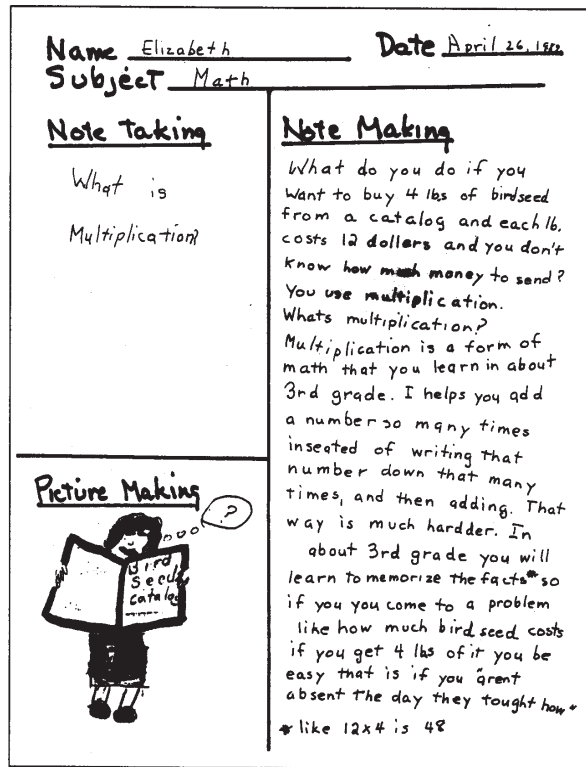 Name Elizabeth
Date April 26, 1989
Subject Math
Note Taking
What is
Multiplication?
Note Making
What do you do if you
want to buy 4 lbs of birdseed
from a catalog and each lb.
costs 12 dollars and you don't
know how much money to send?
You use multiplication.
Whats multiplication?
Multiplication is a form of
math that you learn in about
3rd grade. I helps you add
a number so many times
inseated of writing that
number down that many
times, and then adding. That
way is much hardder. In
about 3rd grade you will
learn to memorize the facts* so
if you you come to a problem
like how much bird seed costs
if you get 4 lbs of it you be
easy that is if you "arent
absent the day they tought how"
* like 12x4 is 48
Picture Making
?
Bird
Seed
catalog